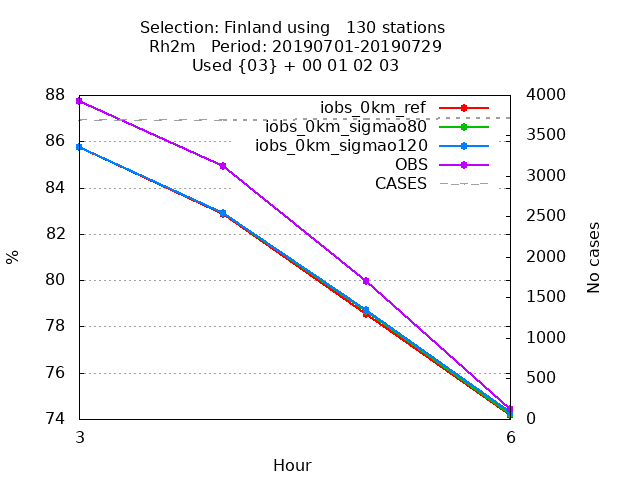 Selection: Finland using   130 stations
Rh2m   Period: 20190701-20190729
Used {03} + 00 01 02 03
88
86
84
82
80
78
76
74
4000
3500
3000
2500
2000
1500
1000
500
0
iobs_0km_ref
iobs_0km_sigmao80
iobs_0km_sigmao120
OBS
CASES
%
No cases
3
6
Hour